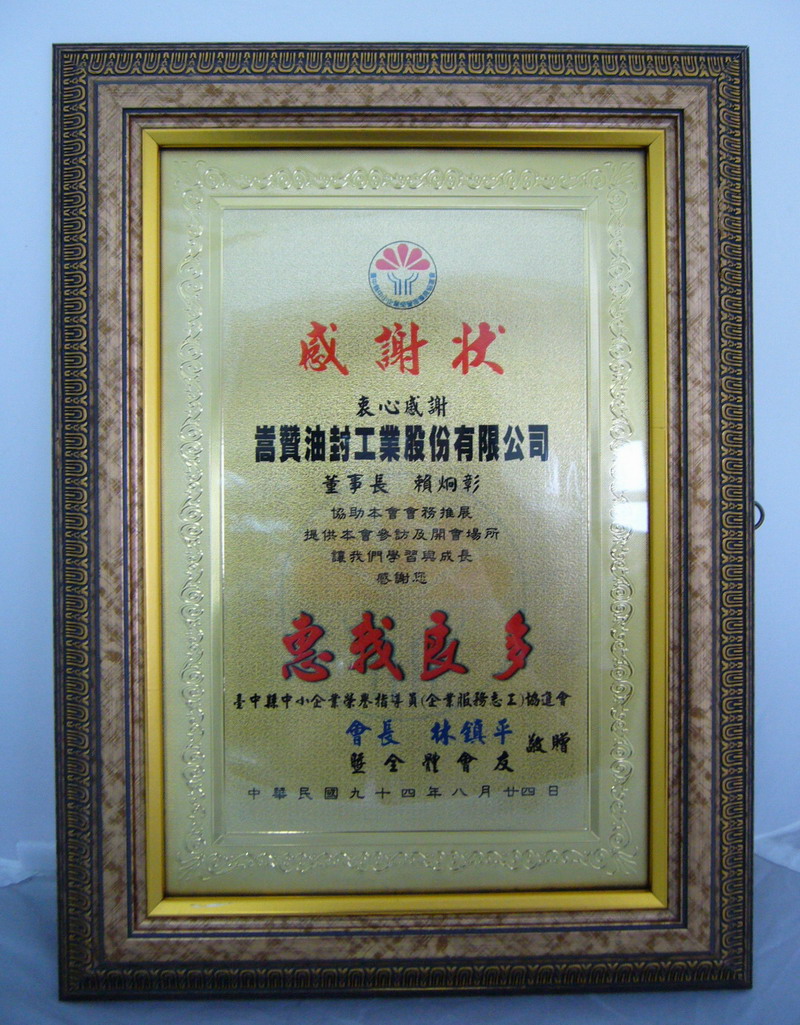 感謝狀
衷心感謝
嵩贊油封工業股份有限公司
董事長 賴炯彰
協助本會會務推展
提供本會參訪及開會場所
讓我們學習與成長
感謝您
惠我良多
臺中縣中小企業榮譽指導員(企業服務志工)協進會
會長 林鎮平
暨全體會友 敬贈
中華民國九十四年八月廿四日